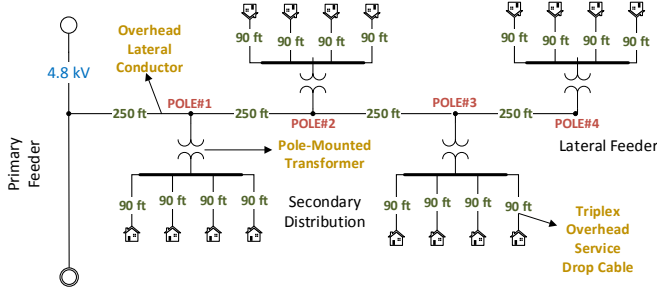 90 ft 90 ft 90 ft 90 ft
90 ft 90 ft 90 ft 90 ft
Overhead
Lateral
Conductor
4.8 kV
250 ft
POLE#1
250 ft
POLE#2
250 ft
POLE#3
250 ft
POLE#4
Pole-Mounted
Transformer
Lateral Feeder
Primary
Feeder
90 ft 90 ft 90 ft 90 ft
Secondary
Distribution
90 ft 90 ft 90 ft 90 ft
Triplex
Overhead
Service
Drop Cable